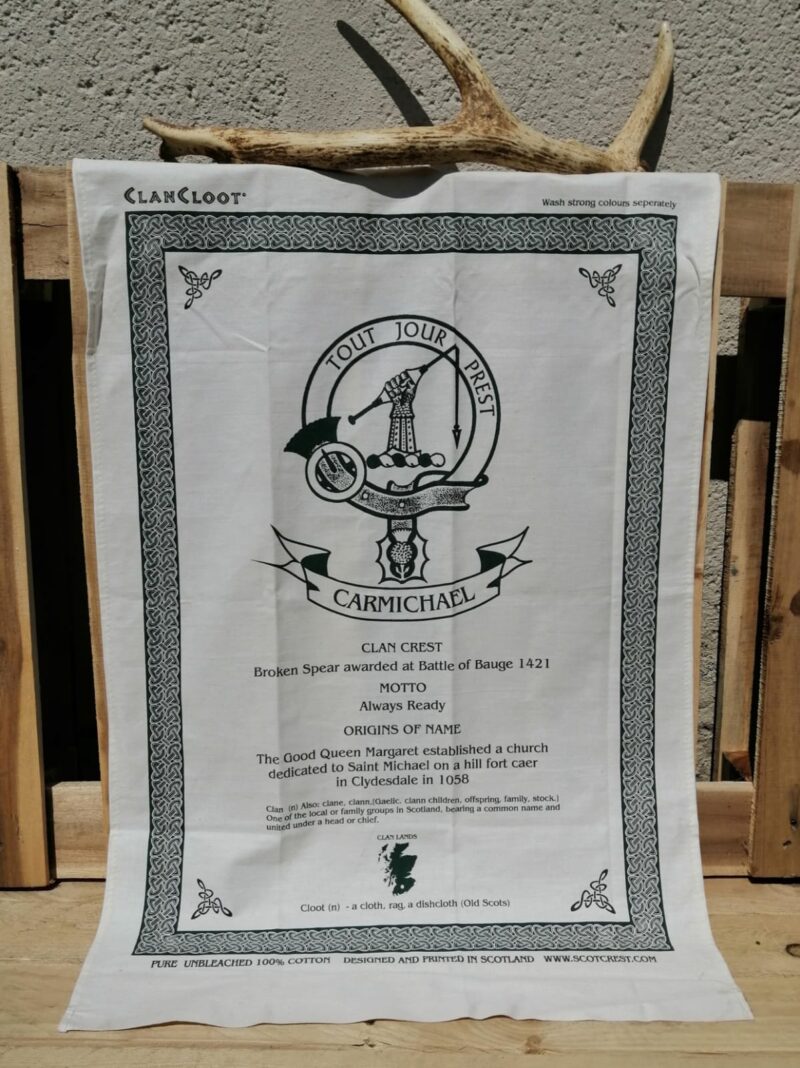 CLANCLOOT®
Wash strong colours seperately
TOUT JOUR PREST
CARMICHAEL
CLAN CREST
Broken Spear awarded at Battle of Bauge 1421
MOTTO
Always Ready
ORIGINS OF NAME
The Good Queen Margaret established a church
dedicated to Saint Michael on a hill fort caer
in Clydesdale in 1058
Clan (n) Also: clane, clann.(Gaelic. clann children, offspring, family, stock.)
One of the local or family groups in Scotland, bearing a common name and
united under a head or chief.
CLAN LANDS
Cloot (n) - a cloth, rag, a dishcloth (Old Scots)
PURE UNBLEACHED 100% COTTON DESIGNED AND PRINTED IN SCOTLAND WWW.SCOTCREST.COM